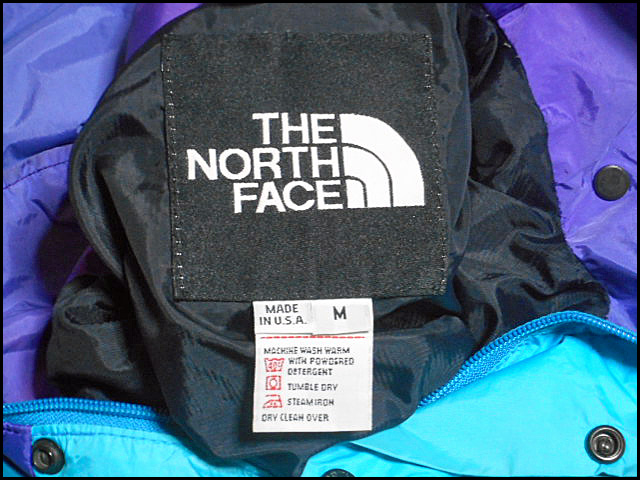 THE
NORTH
FACE
MADE
IN U.S.A.
M
MACHINE WASH WARM
WITH POWDERED
DETERGENT
TUMBLE DRY
STEAM IRON
DRY CLEAN OVER